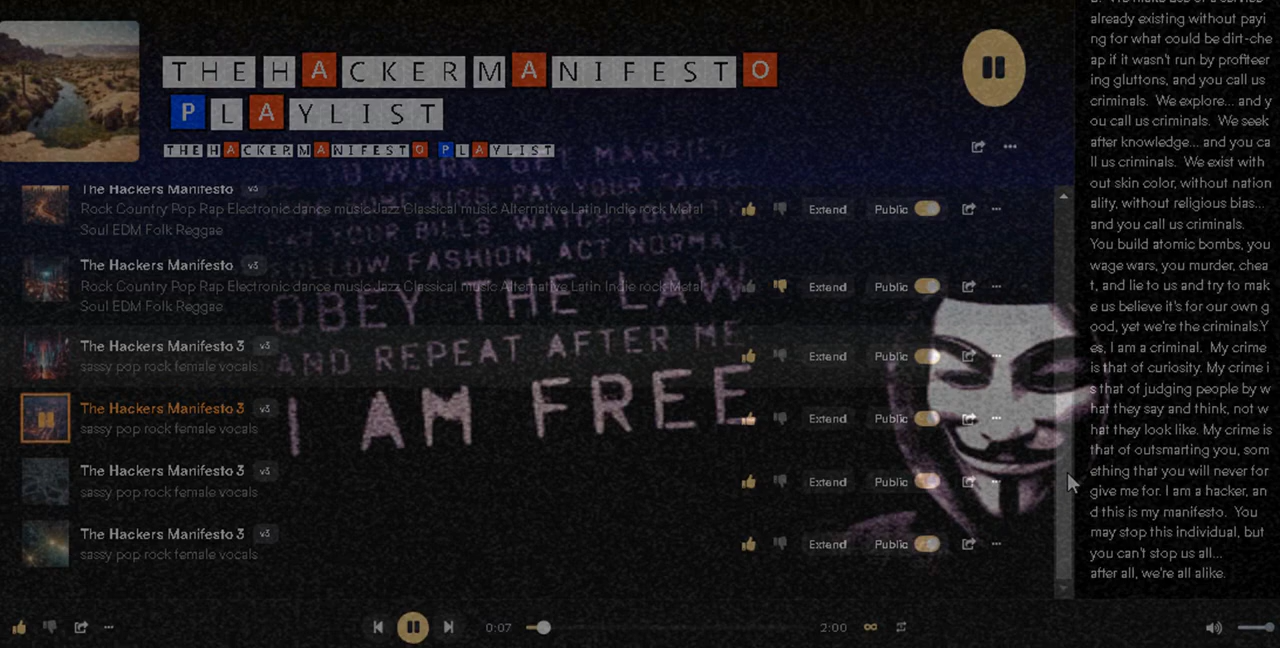 THE HACKER MANIFESTO
PLAYLIST
THE HACKER MANIFESTO PLAYLIST
The Hackers Manifesto v3
Rock Country Pop Rap Electronic dance music Jazz Classical music Alternative Latin Indie rock Metal
Soul EDM Folk Reggae
Extend Public
The Hackers Manifesto v3
Rock Country Pop Rap Electronic dance music Jazz Classical music Alternative Latin Indie rock Metal
Soul EDM Folk Reggae
Extend Public
The Hackers Manifesto 3 v3
sassy pop rock female vocals
Extend Public
The Hackers Manifesto 3 v3
sassy pop rock female vocals
Extend Public
The Hackers Manifesto 3 v3
sassy pop rock female vocals
Extend Public
The Hackers Manifesto 3 v3
sassy pop rock female vocals
Extend Public
0:07 2:00
TO WORK MARRIED
KIDS, PAY YOUR TAXES
YOUR BILLS, WATCH
FOLLOW FASHION, ACT NORMAL
OBEY THE LAW
AND REPEAT AFTER ME
I AM FREE
already existing without payi
ng for what could be dirt-che
ap if it wasn't run by profiteer
ing gluttons, and you call us
criminals. We explore... and y
ou call us criminals. We seek
after knowledge... and you ca
ll us criminals. We exist with
out skin color, without nation
ality, without religious bias...
and you call us criminals.
You build atomic bombs, you
wage wars, you murder, chea
t, and lie to us and try to mak
e us believe it's for our own g
ood, yet we're the criminals.Y
es, I am a criminal. My crime
is that of curiosity. My crime i
s that of judging people by w
hat they say and think, not w
hat they look like. My crime is
that of outsmarting you, som
ething that you will never for
give me for. I am a hacker, an
d this is my manifesto. You
may stop this individual, but
you can't stop us all...
after all, we're all alike.